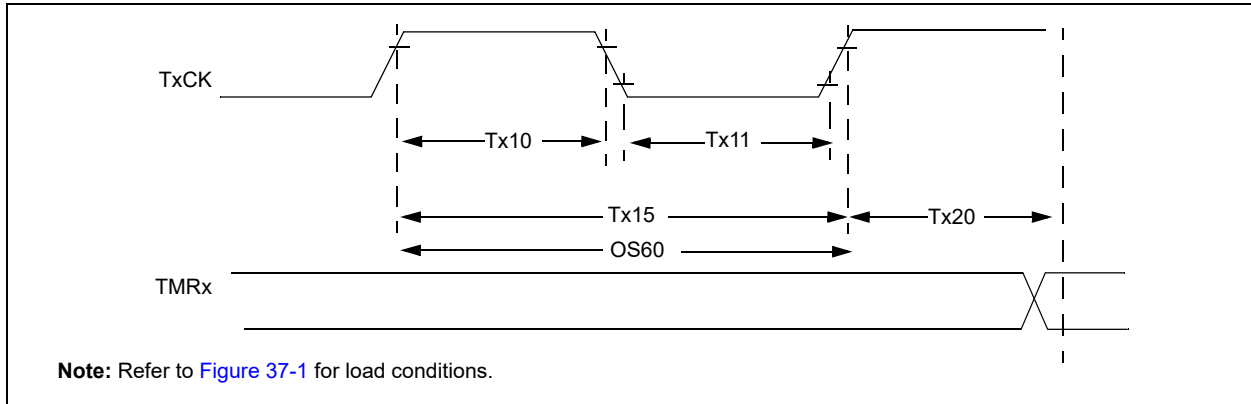 TxCK
Tx10
Tx11
Tx15
Tx20
OS60
TMRx
Note: Refer to Figure 37-1 for load conditions.